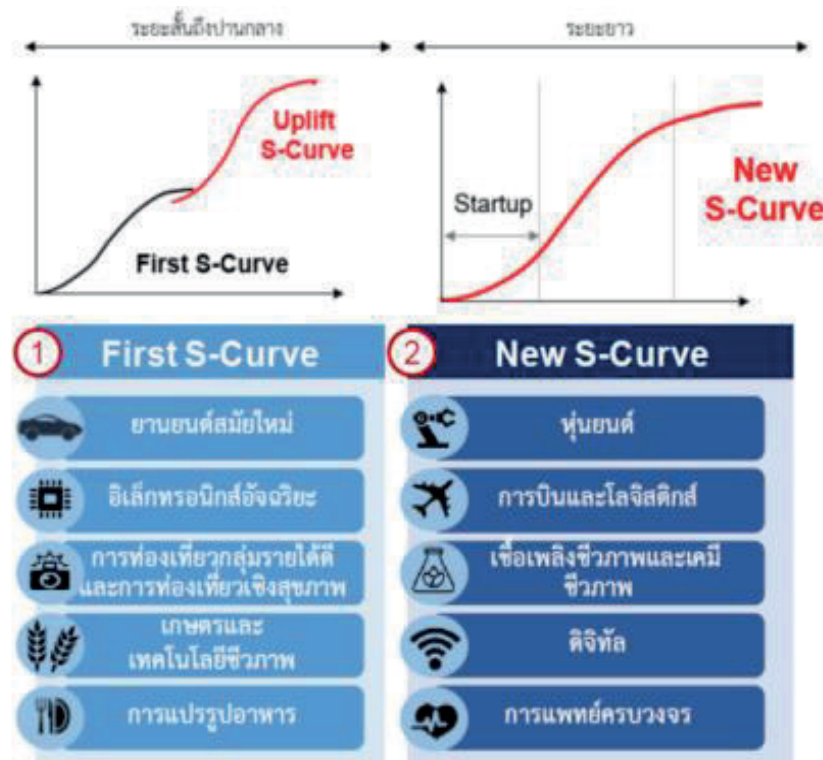 ระยะสั้นถึงปานกลาง
ระยะยาว
Uplift
S-Curve
First S-Curve
Startup
New
S-Curve
1 First S-Curve
ยานยนต์สมัยใหม่
อิเล็กทรอนิกส์อัจฉริยะ
การท่องเที่ยวกลุ่มรายได้ดี
และการท่องเที่ยวเชิงสุขภาพ
เกษตรและ
เทคโนโลยีชีวภาพ
การแปรรูปอาหาร
2 New S-Curve
หุ่นยนต์
การบินและโลจิสติกส์
เชื้อเพลิงชีวภาพและเคมี
ชีวภาพ
ดิจิทัล
การแพทย์ครบวงจร